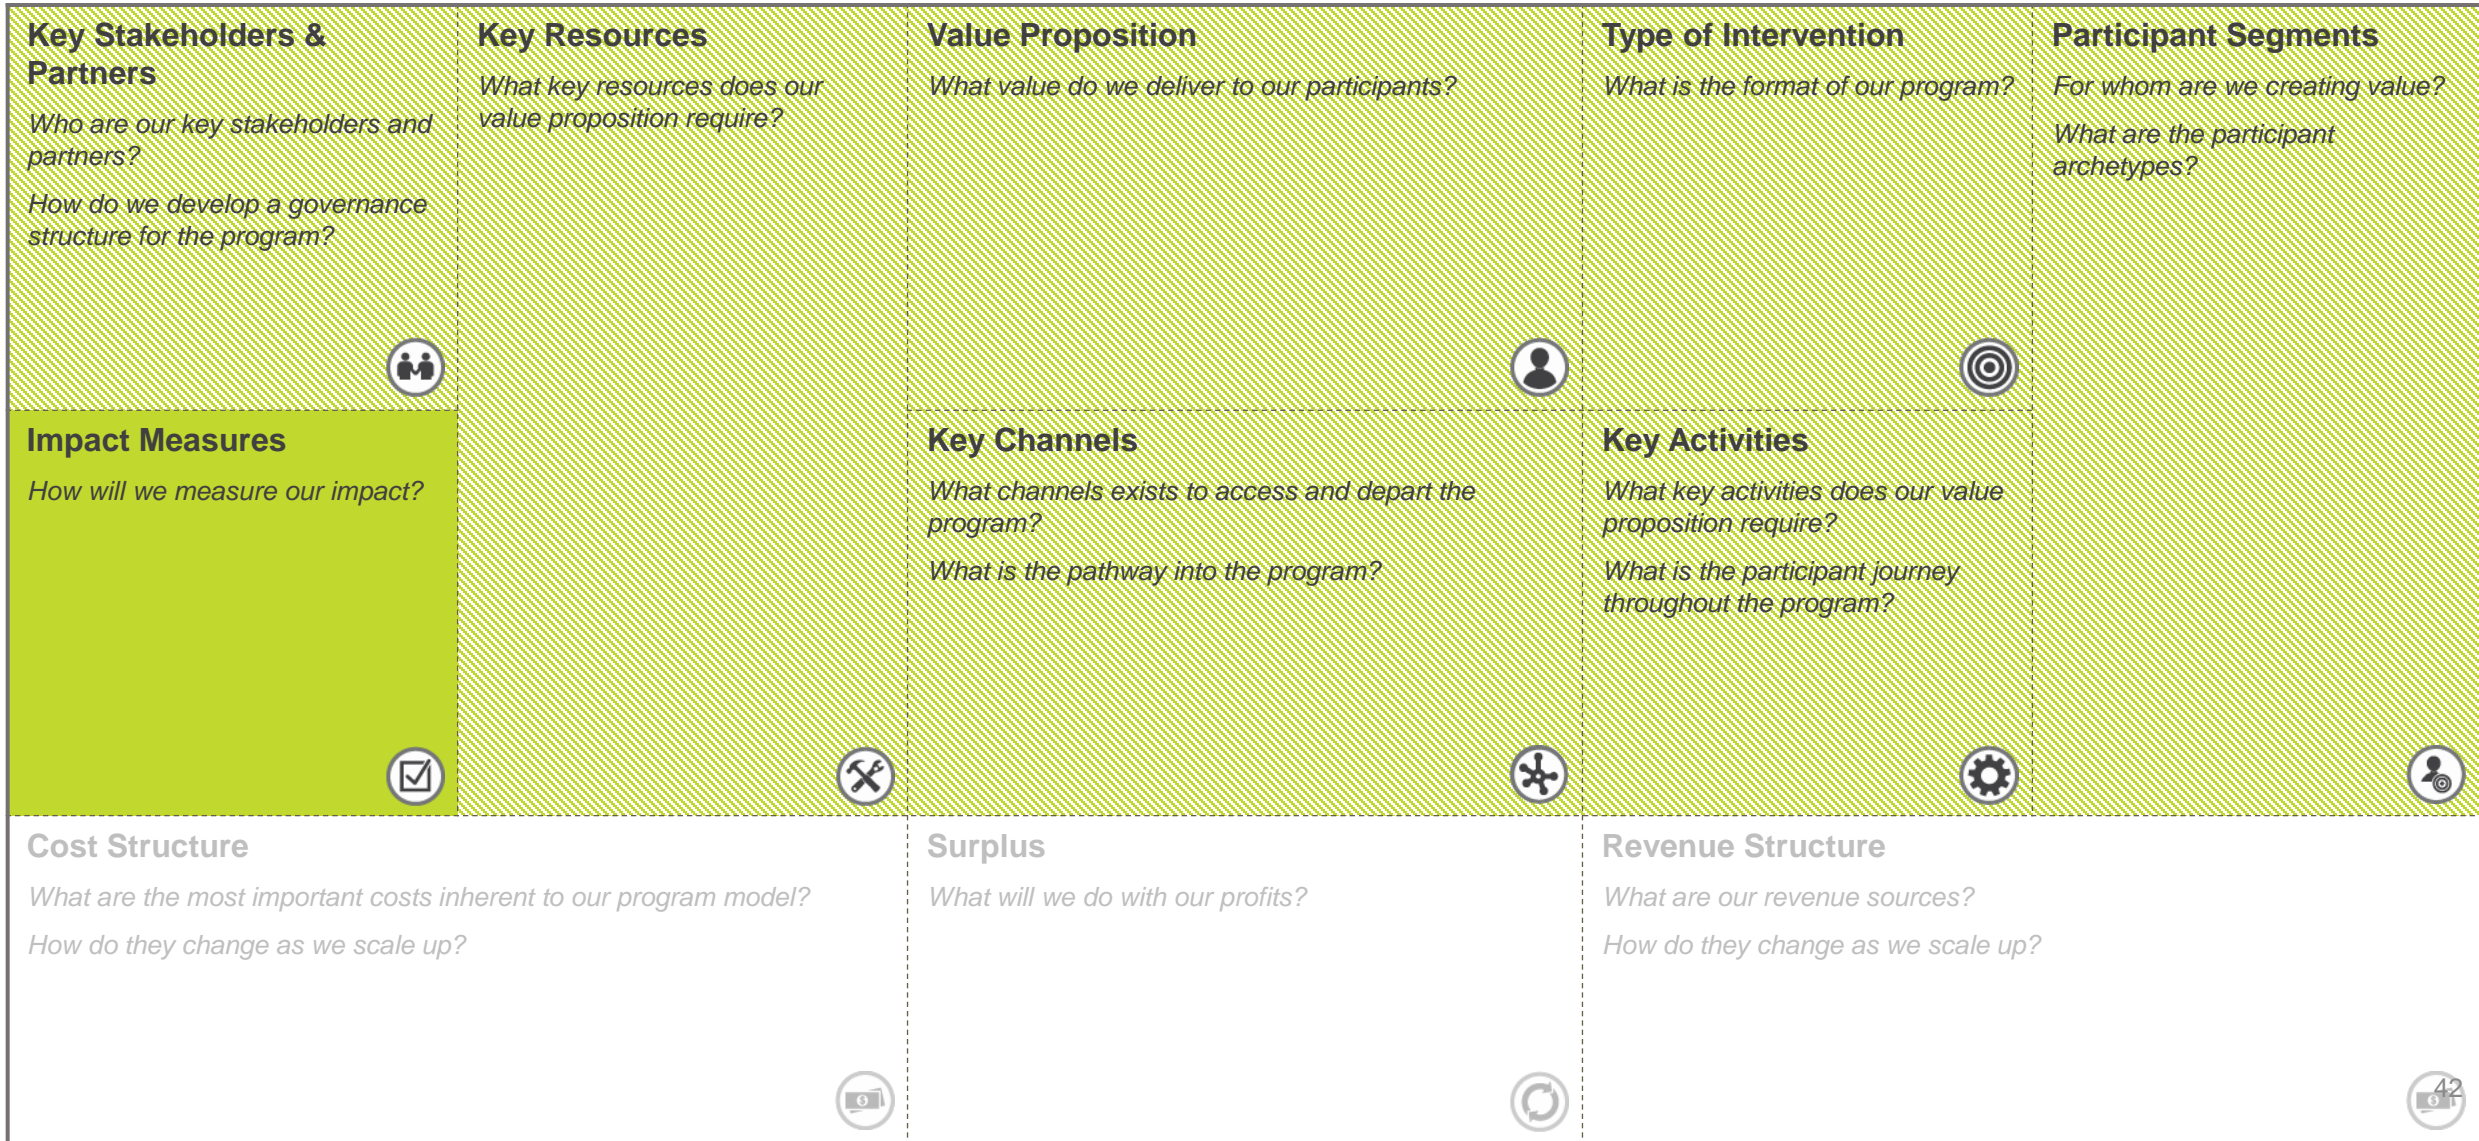 Key Stakeholders &
Partners
Who are our key stakeholders and
partners?
How do we develop a governance
structure for the program?
Key Resources
What key resources does our
value proposition require?
Value Proposition
What value do we deliver to our participants?
Type of Intervention
What is the format of our program?
Participant Segments
For whom are we creating value?
What are the participant
archetypes?
Impact Measures
How will we measure our impact?
Key Channels
What channels exists to access and depart the
program?
What is the pathway into the program?
Key Activities
What key activities does our value
proposition require?
What is the participant journey
throughout the program?
Cost Structure
What are the most important costs inherent to our program model?
How do they change as we scale up?
Surplus
What will we do with our profits?
Revenue Structure
What are our revenue sources?
How do they change as we scale up?
42